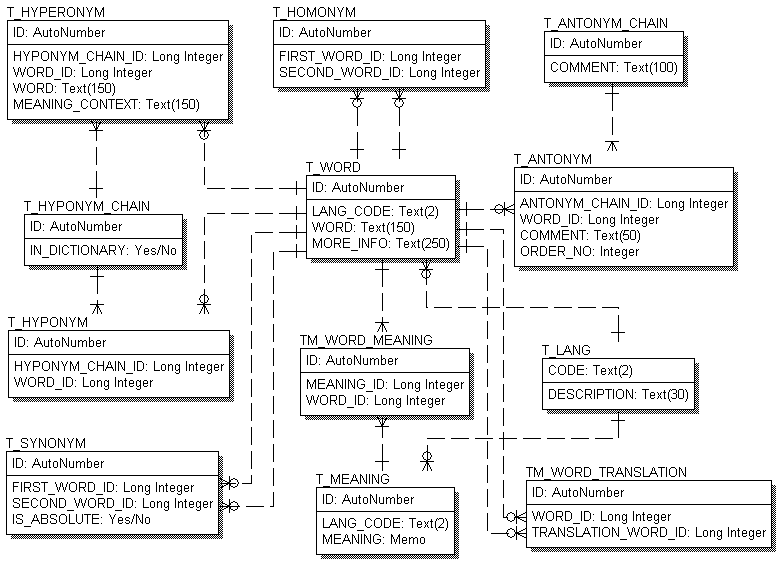 T_HYPERONYM
ID: AutoNumber
HYPONYM_CHAIN_ID: Long Integer
WORD_ID: Long Integer
WORD: Text(150)
MEANING_CONTEXT: Text(150)
T_HOMONYM
ID: AutoNumber
FIRST_WORD_ID: Long Integer
SECOND_WORD_ID: Long Integer
T_ANTONYM_CHAIN
ID: AutoNumber
COMMENT: Text(100)
T_WORD
ID: AutoNumber
LANG_CODE: Text(2)
WORD: Text(150)
MORE_INFO: Text(250)
T_ANTONYM
ID: AutoNumber
ANTONYM_CHAIN_ID: Long Integer
WORD_ID: Long Integer
COMMENT: Text(50)
ORDER_NO: Integer
T_HYPONYM_CHAIN
ID: AutoNumber
IN_DICTIONARY: Yes/No
T_HYPONYM
ID: AutoNumber
HYPONYM_CHAIN_ID: Long Integer
WORD_ID: Long Integer
TM_WORD_MEANING
ID: AutoNumber
MEANING_ID: Long Integer
WORD_ID: Long Integer
T_LANG
CODE: Text(2)
DESCRIPTION: Text(30)
T_SYNONYM
ID: AutoNumber
FIRST_WORD_ID: Long Integer
SECOND_WORD_ID: Long Integer
IS_ABSOLUTE: Yes/No
T_MEANING
ID: AutoNumber
LANG_CODE: Text(2)
MEANING: Memo
TM_WORD_TRANSLATION
ID: AutoNumber
WORD_ID: Long Integer
TRANSLATION_WORD_ID: Long Integer